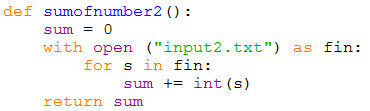 def sumofnumber2():
    sum = 0
    with open ("input2.txt") as fin:
        for s in fin:
            sum += int(s)
    return sum